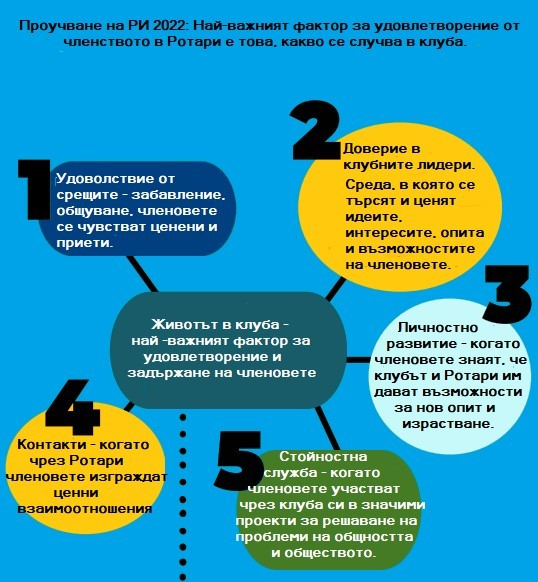 Проучване на РИ 2022: Най-важният фактор за удовлетворение от
членството в Ротари е това, какво се случва в клуба.
1
Удоволствие от
срещите - забавление,
общуване, членовете
се чувстват ценени и
приети.
2
Доверие в
клубните лидери.
Среда, в която се
търсят и ценят
идеите,
интересите, опита
и възможностите
на членовете.
3
Личностно
развитие - когато
членовете знаят, че
клубът и Ротари им
дават възможности
за нов опит и
израстване.
Животът в клуба -
най -важният фактор за
удовлетворение и
задържане на членовете
4
Контакти - когато
чрез Ротари
членовете изграждат
ценни
взаимоотношения
5
Стойностна
служба - когато
членовете участват
чрез клуба си в значими
проекти за решаване на
проблеми на общността
и обществото.